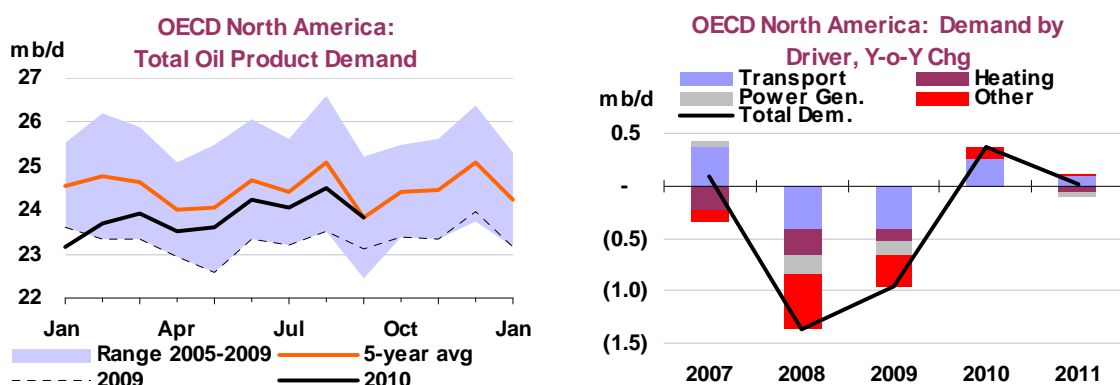 OECD North America:
Total Oil Product Demand
mb/d
27
26
25
24
23
22
Jan Apr Jul Oct Jan
Range 2005-2009 5-year avg
2009 2010
OECD North America: Demand by
Driver, Y-o-Y Chg
Transport Heating
Power Gen. Other
Total Dem.
mb/d
0.5
-
(0.5)
(1.0)
(1.5)
2007 2008 2009 2010 2011